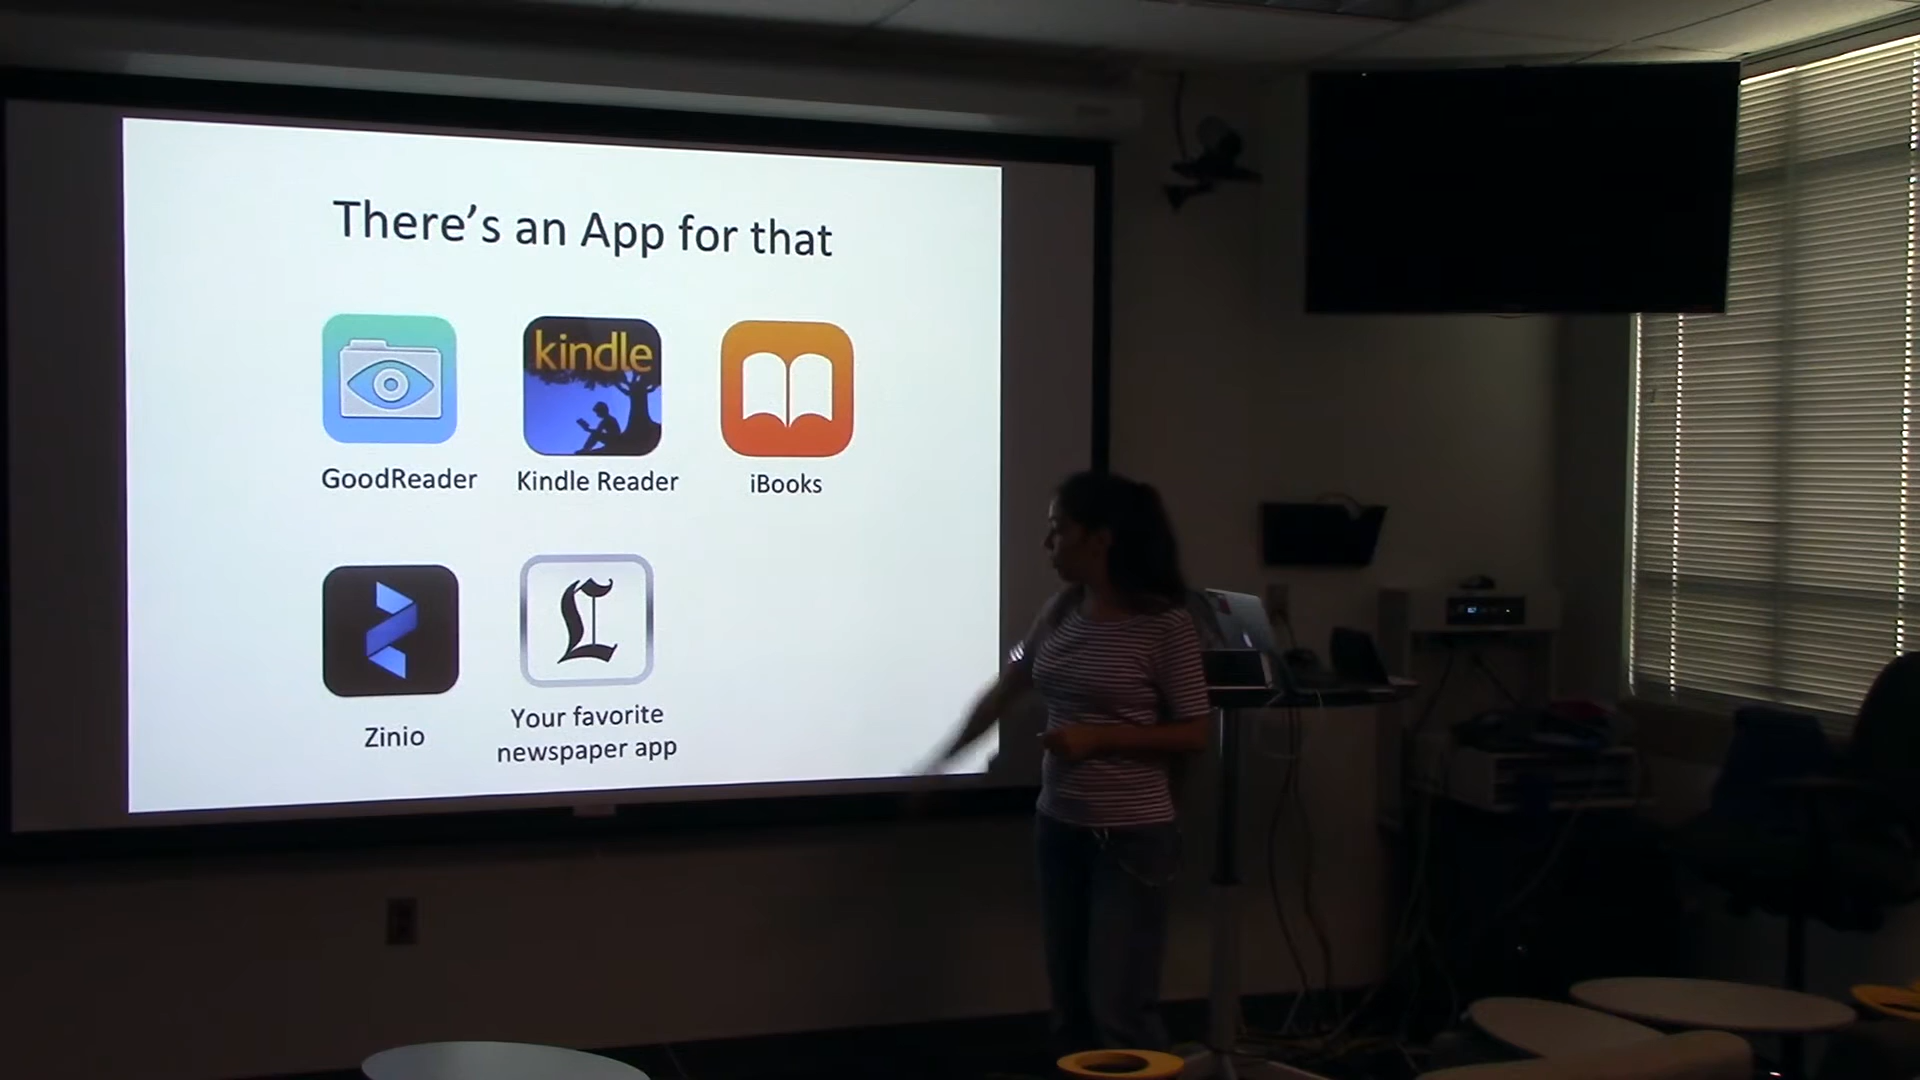 There's an App for that
kindle
GoodReader
Kindle Reader
iBooks
L
Zinio
Your favorite
newspaper app